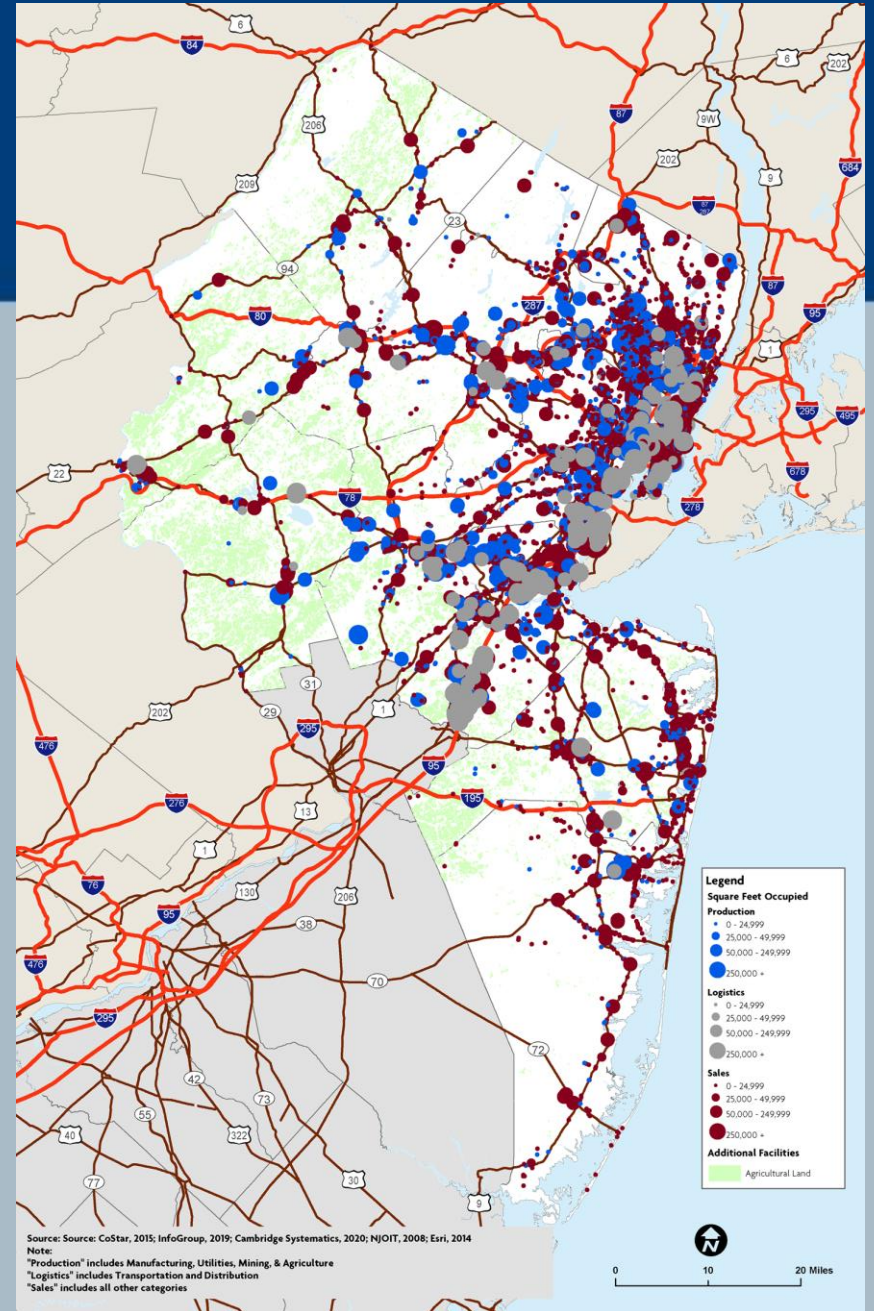 6
84
6
202
87
9W
206
202
684
9
209
87
287
23
94
87
287
95
80
1
295
495
22
678
78
278
31
202
29
1
295
476
95
195
276
13
1
130
206
76
95
38
476
70
295
72
42
73
55
40
322
77
30
9
Legend
Square Feet Occupied
Production
0 - 24,999
25,000 - 49,999
50,000 - 249,999
250,000 +
Logistics
0 - 24,999
25,000 - 49,999
50,000 - 249,999
250,000 +
Sales
0 - 24,999
25,000 - 49,999
50,000 - 249,999
250,000 +
Additional Facilities
Agricultural Land
Source: Source: CoStar, 2015; InfoGroup, 2019; Cambridge Systematics, 2020; NJOIT, 2008; Esri, 2014
Note:
"Production" includes Manufacturing, Utilities, Mining, & Agriculture
"Logistics" includes Transportation and Distribution
"Sales" includes all other categories
N
0 10 20 Miles